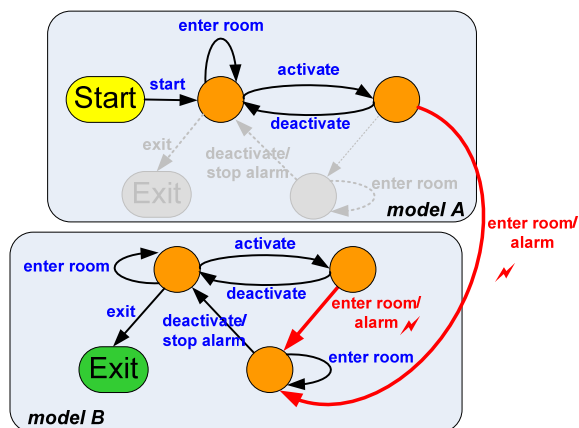 enter room
activate
start
Start
deactivate
exit
deactivate/
stop alarm
Exit
enter room
model A
enter room/
alarm
activate
enter room
deactivate
exit
deactivate/
stop alarm
enter room/
alarm
enter room
Exit
model B